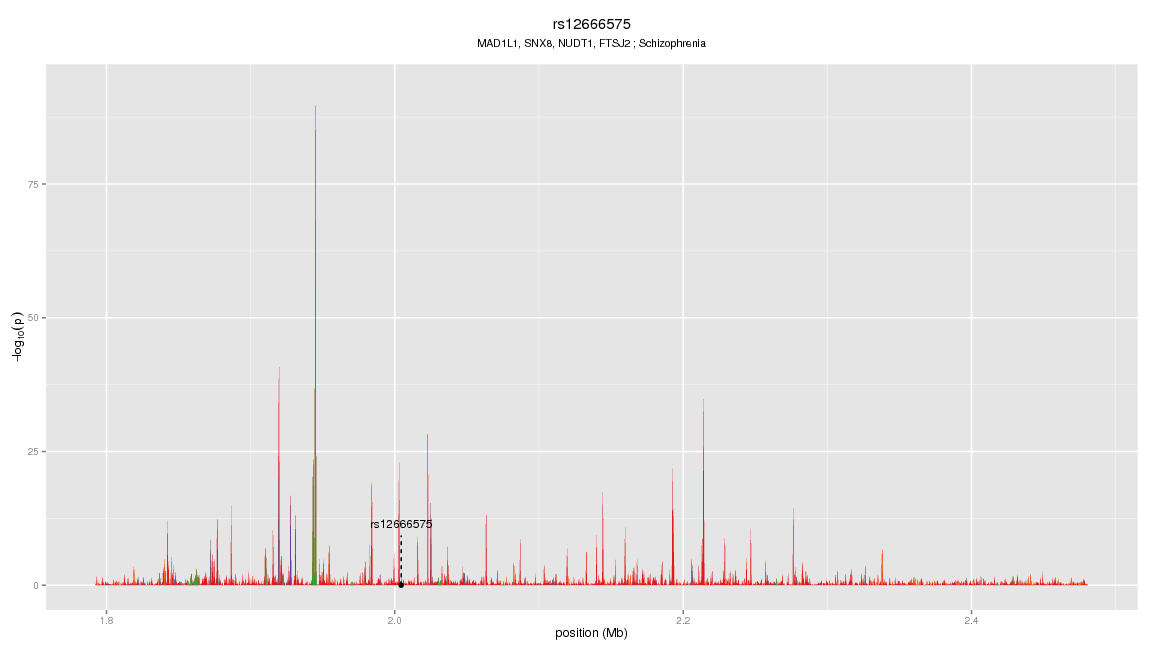 rs12666575
MAD1L1, SNX8, NUDT1, FTSJ2 ; Schizophrenia
75
50
25
0
−log10(p)
rs12666575
1.8
2.0
2.2
2.4
position (Mb)